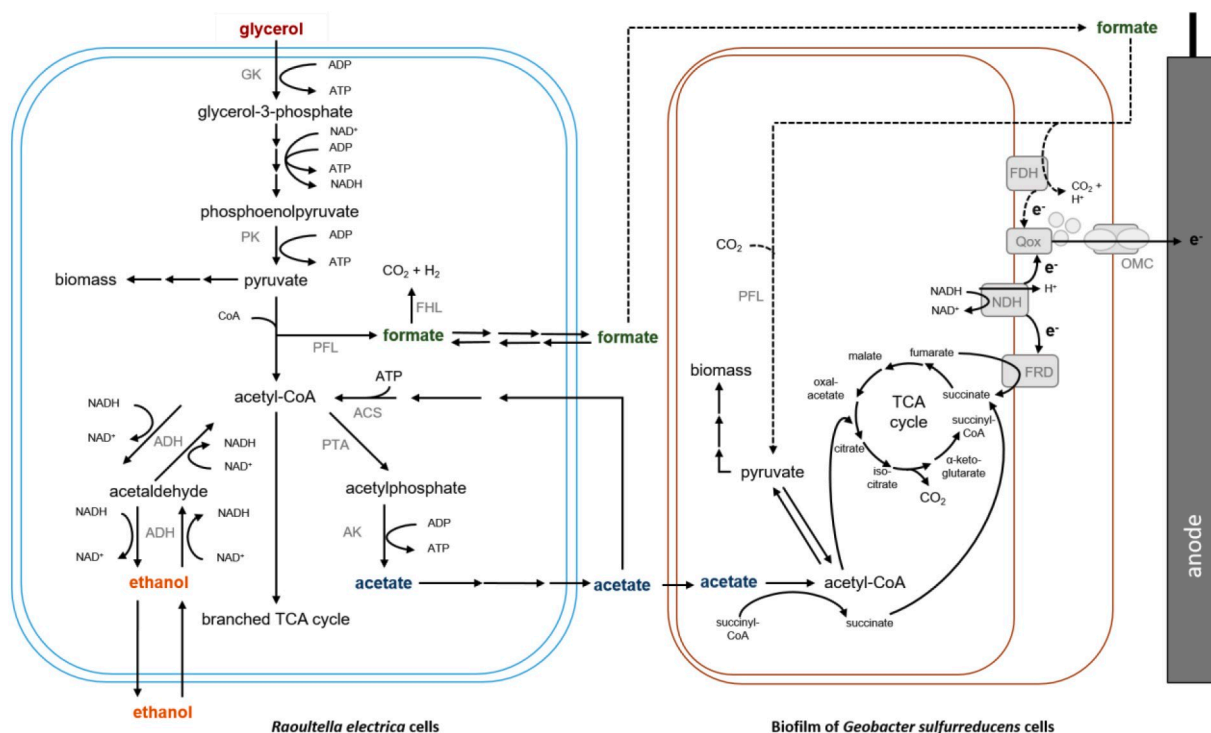 glycerol
GK
ADP
ATP
glycerol-3-phosphate
NAD⁺
ADP
ATP
NADH
phosphoenolpyruvate
PK
ADP
ATP
biomass
pyruvate
CO₂ + H₂
FHL
CoA
PFL
formate
formate
ATP
acetyl-CoA
ACS
NADH
NAD⁺
ADH
NADH
NAD⁺
PTA
acetaldehyde
acetylphosphate
NADH
NAD⁺
ADH
NADH
NAD⁺
AK
ADP
ATP
ethanol
acetate
acetate
branched TCA cycle
ethanol
Raoultella electrica cells
formate
FDH
CO₂ +
H⁺
e⁻
Qox
e⁻
OMC
CO₂
PFL
e⁻
NADH
NAD⁺
NDH
H⁺
e⁻
FRD
fumarate
malate
oxal-
acetate
succinate
TCA
cycle
succinyl-
CoA
citrate
iso-
citrate
α-keto-
glutarate
CO₂
biomass
pyruvate
acetate
acetyl-CoA
succinyl-
CoA
succinate
anode
Biofilm of Geobacter sulfurreducens cells